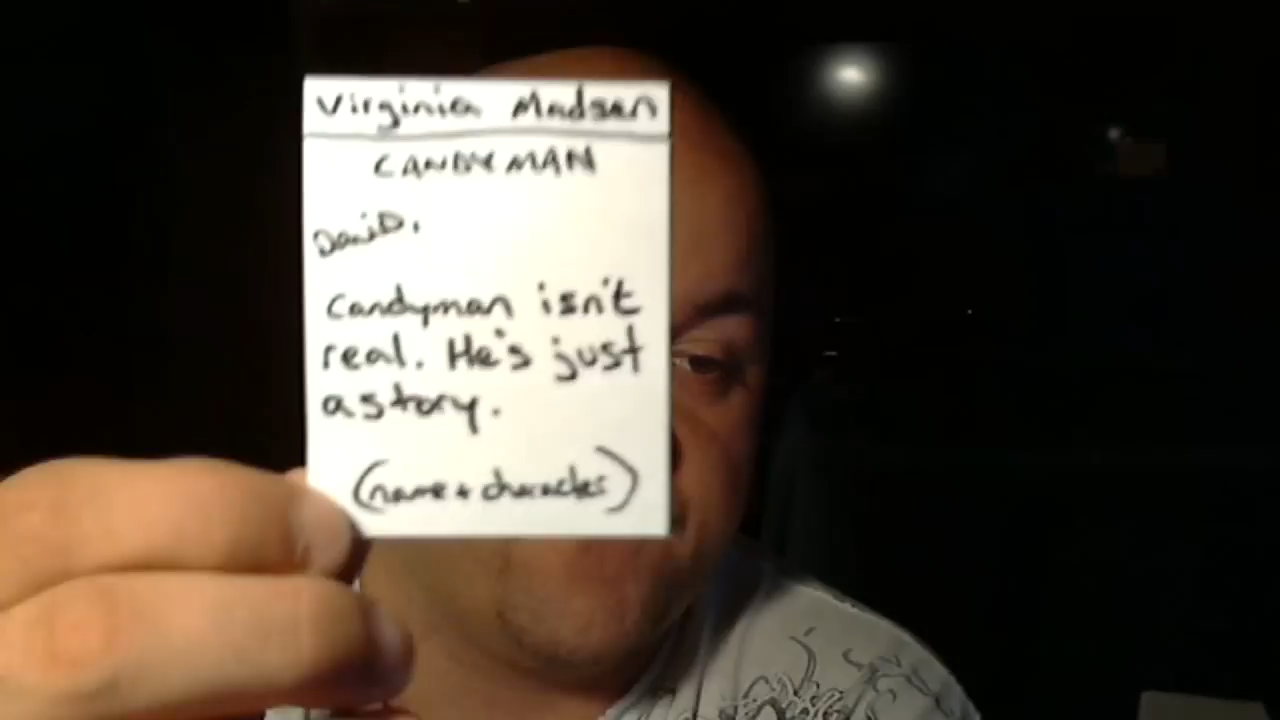 Virginia Madsen
CANDYMAN
DaviD,
Candyman isn't
real. He's just
a story.
(name + character)